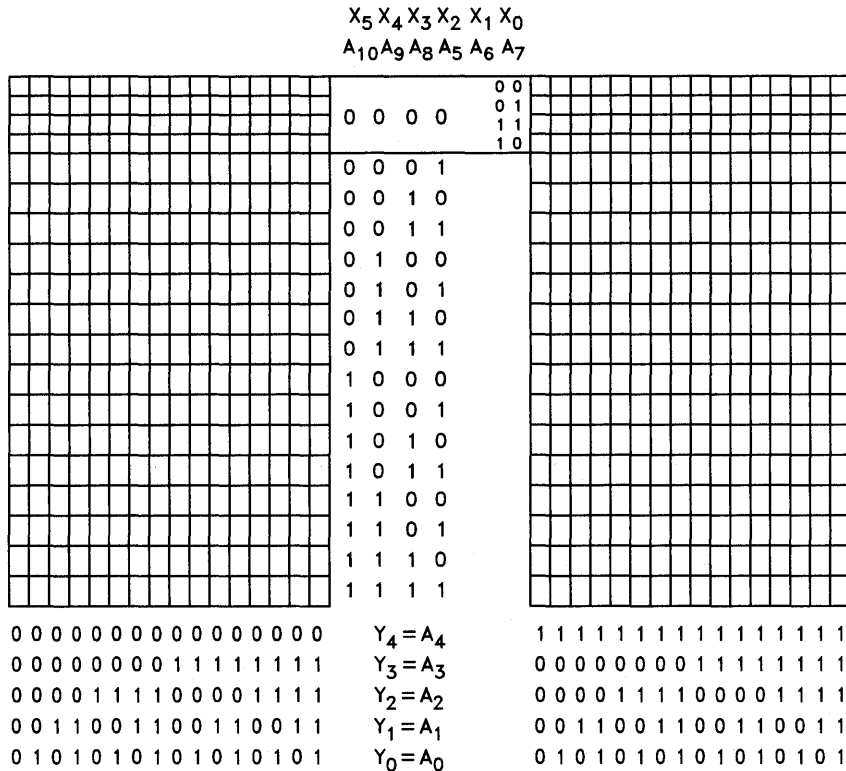 X5 X4 X3 X2 X1 X0
A10 A9 A8 A5 A6 A7
0 0
0 1
0 0 0 0
1 1
1 0
0 0 0 1
0 0 1 0
0 0 1 1
0 1 0 0
0 1 0 1
0 1 1 0
0 1 1 1
1 0 0 0
1 0 0 1
1 0 1 0
1 0 1 1
1 1 0 0
1 1 0 1
1 1 1 0
1 1 1 1
0 0 0 0 0 0 0 0 0 0 0 0 0 0 0 0 Y4 = A4 1 1 1 1 1 1 1 1 1 1 1 1 1 1 1 1
0 0 0 0 0 0 0 0 1 1 1 1 1 1 1 1 Y3 = A3 0 0 0 0 0 0 0 0 1 1 1 1 1 1 1 1
0 0 0 0 1 1 1 1 0 0 0 0 1 1 1 1 Y2 = A2 0 0 0 0 1 1 1 1 0 0 0 0 1 1 1 1
0 0 1 1 0 0 1 1 0 0 1 1 0 0 1 1 Y1 = A1 0 0 1 1 0 0 1 1 0 0 1 1 0 0 1 1
0 1 0 1 0 1 0 1 0 1 0 1 0 1 0 1 Y0 = A0 0 1 0 1 0 1 0 1 0 1 0 1 0 1 0 1